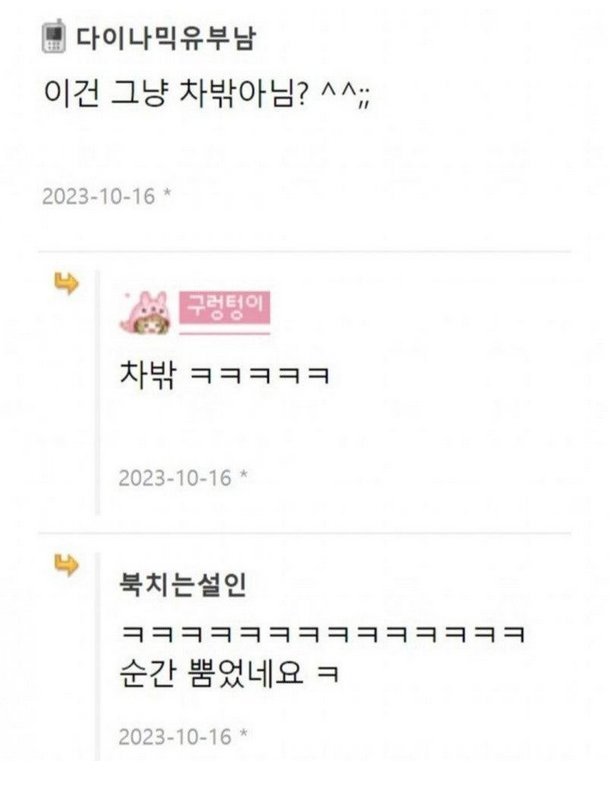 다이나믹유부남
이건 그냥 차밖아님? ^^;;
2023-10-16 *
구렁텅이
차밖 ㅋㅋㅋㅋㅋ
2023-10-16 *
북치는설인
ㅋㅋㅋㅋㅋㅋㅋㅋㅋㅋㅋㅋㅋㅋ
순간 뿜었네요 ㅋ
2023-10-16 *